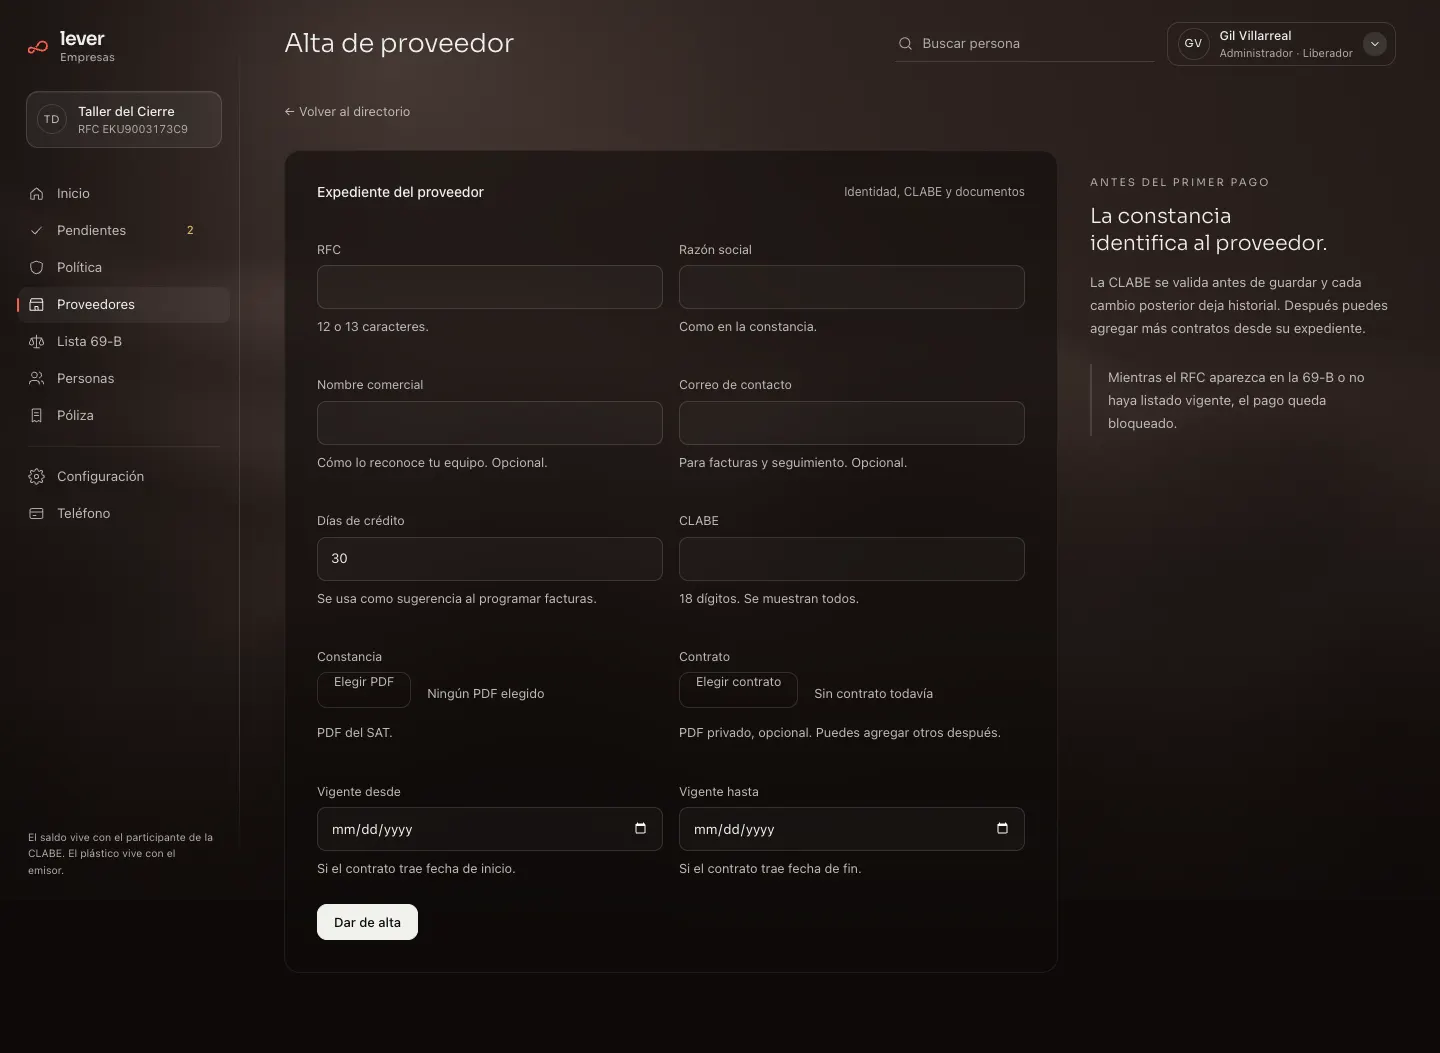 lever
Empresas
TD
Taller del Cierre
RFC EKU9003173C9
Inicio
Pendientes 2
Política
Proveedores
Lista 69-B
Personas
Póliza
Configuración
Teléfono
El saldo vive con el participante de la
CLABE. El plástico vive con el
emisor.
Alta de proveedor
Buscar persona
GV
Gil Villarreal
Administrador · Liberador
← Volver al directorio
Expediente del proveedor
Identidad, CLABE y documentos
RFC
12 o 13 caracteres.
Razón social
Como en la constancia.
Nombre comercial
Cómo lo reconoce tu equipo. Opcional.
Correo de contacto
Para facturas y seguimiento. Opcional.
Días de crédito
30
Se usa como sugerencia al programar facturas.
CLABE
18 dígitos. Se muestran todos.
Constancia
Elegir PDF
Ningún PDF elegido
PDF del SAT.
Contrato
Elegir contrato
Sin contrato todavía
PDF privado, opcional. Puedes agregar otros después.
Vigente desde
mm/dd/yyyy
Si el contrato trae fecha de inicio.
Vigente hasta
mm/dd/yyyy
Si el contrato trae fecha de fin.
Dar de alta
ANTES DEL PRIMER PAGO
La constancia
identifica al proveedor.
La CLABE se valida antes de guardar y cada
cambio posterior deja historial. Después puedes
agregar más contratos desde su expediente.
Mientras el RFC aparezca en la 69-B o no
haya listado vigente, el pago queda
bloqueado.